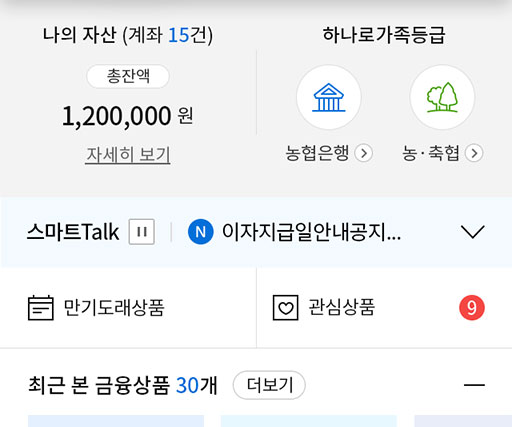 나의 자산 (계좌 15건)
총잔액
1,200,000 원
자세히 보기
하나로가족등급
농협은행
농·축협
스마트Talk
N 이자지급일안내공지...
만기도래상품
관심상품
9
최근 본 금융상품 30개
더보기